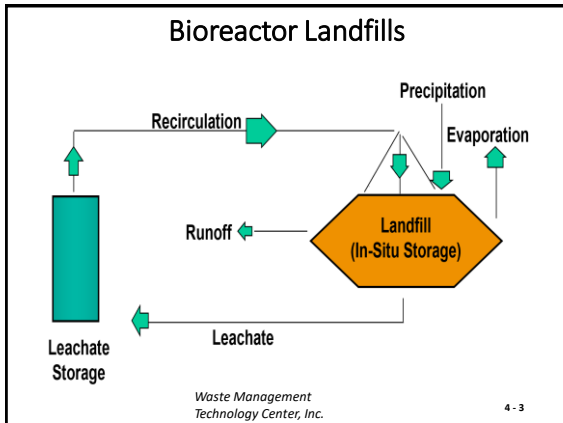 Bioreactor Landfills
Precipitation
Recirculation
Evaporation
Runoff
Landfill
(In-Situ Storage)
Leachate
Leachate
Storage
Waste Management
Technology Center, Inc.
4 - 3